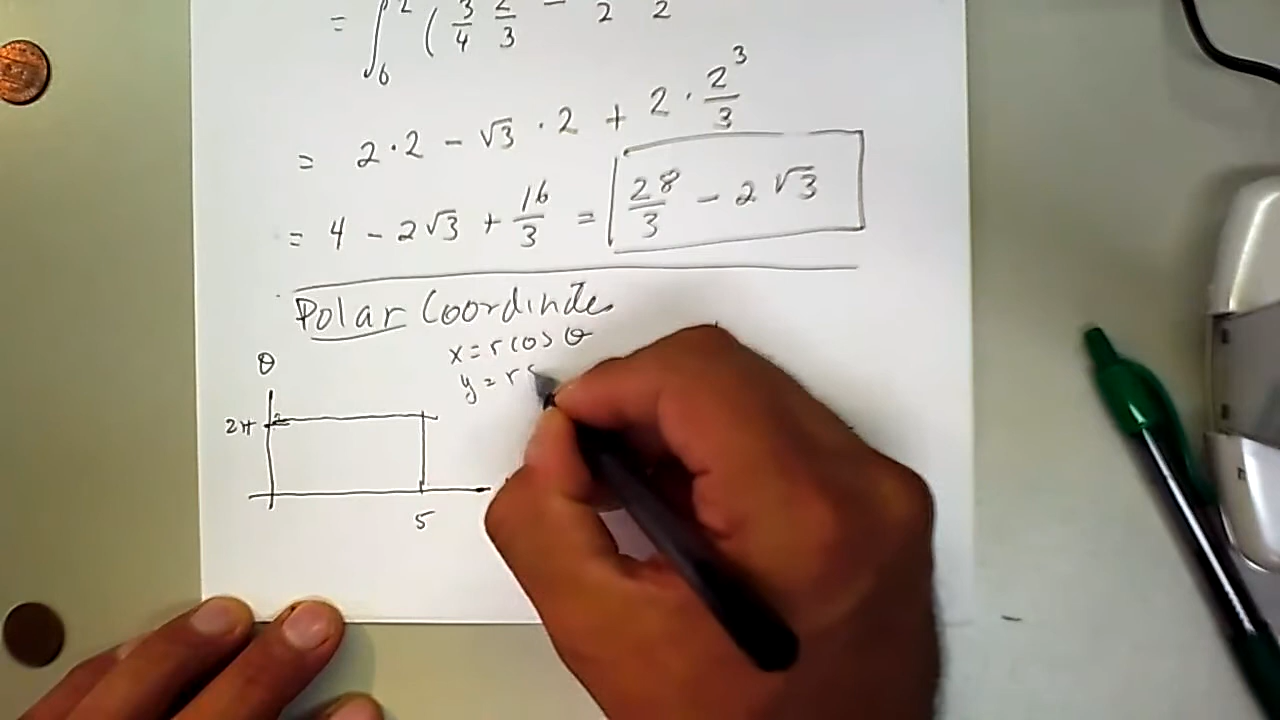 = ∫₀² ( 3/4 2/3 - 2 2
= 2·2 - √3 ·2 + 2 · 2³/3
= 4 - 2√3 + 16/3 = 28/3 - 2√3
Polar Coordindte
x = r cos θ
y = r s
θ
2π
5